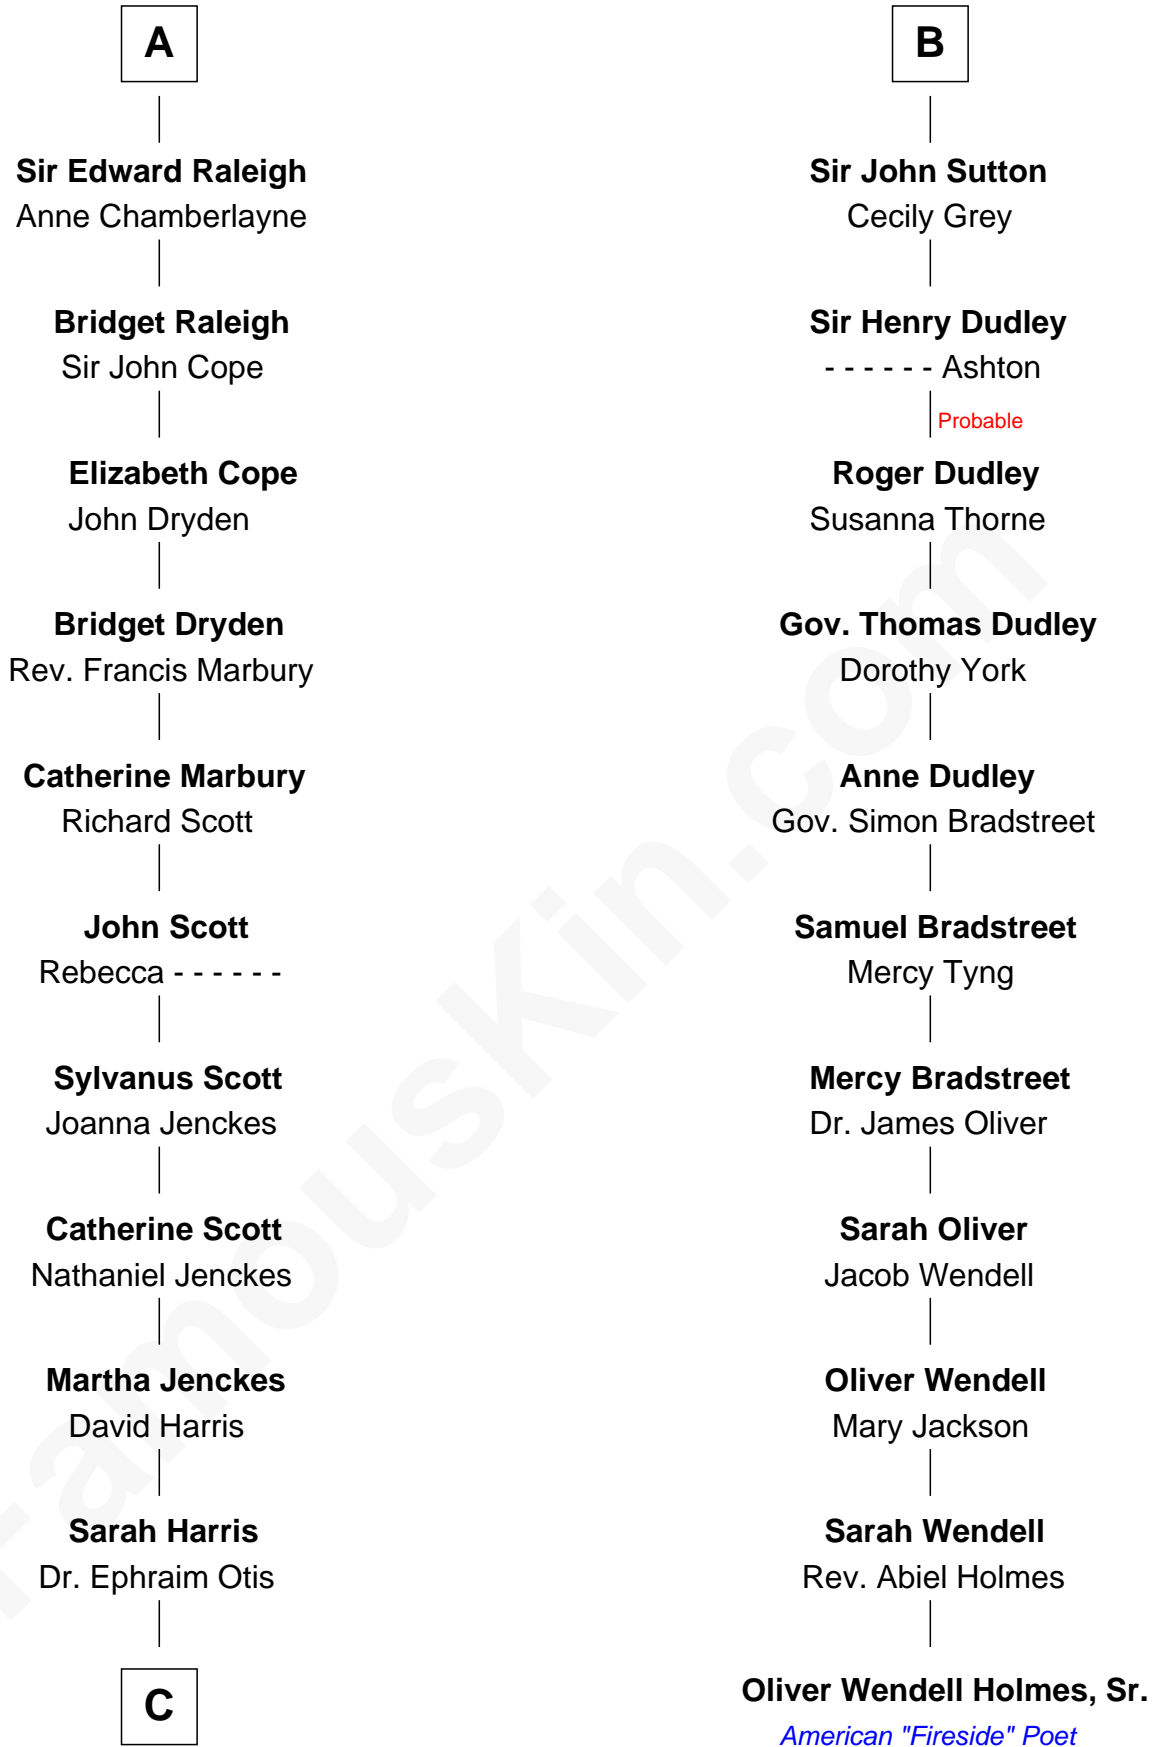 A
Sir Edward Raleigh
Anne Chamberlayne
Bridget Raleigh
Sir John Cope
Elizabeth Cope
John Dryden
Bridget Dryden
Rev. Francis Marbury
Catherine Marbury
Richard Scott
John Scott
Rebecca - - - - - -
Sylvanus Scott
Joanna Jenckes
Catherine Scott
Nathaniel Jenckes
Martha Jenckes
David Harris
Sarah Harris
Dr. Ephraim Otis
C
B
Sir John Sutton
Cecily Grey
Sir Henry Dudley
- - - - - - Ashton
Probable
Roger Dudley
Susanna Thorne
Gov. Thomas Dudley
Dorothy York
Anne Dudley
Gov. Simon Bradstreet
Samuel Bradstreet
Mercy Tyng
Mercy Bradstreet
Dr. James Oliver
Sarah Oliver
Jacob Wendell
Oliver Wendell
Mary Jackson
Sarah Wendell
Rev. Abiel Holmes
Oliver Wendell Holmes, Sr.
American "Fireside" Poet
FamousKin.com